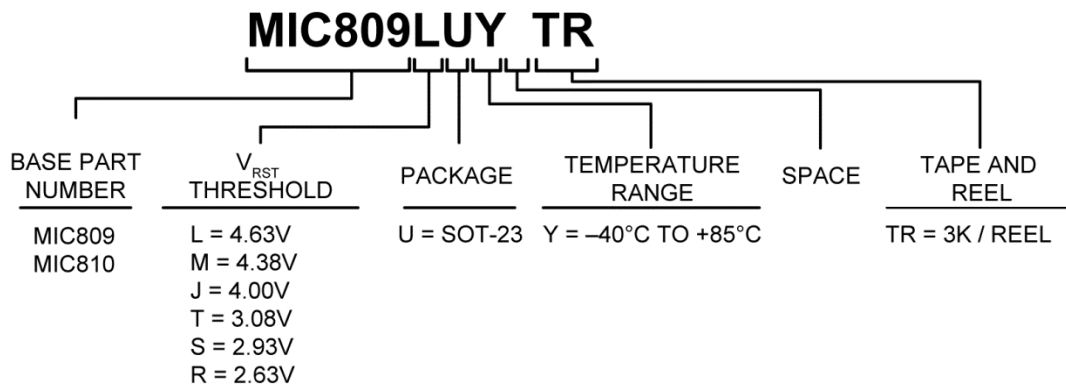 MIC809LUY TR
BASE PART
NUMBER
MIC809
MIC810
VRST
THRESHOLD
L = 4.63V
M = 4.38V
J = 4.00V
T = 3.08V
S = 2.93V
R = 2.63V
PACKAGE
U = SOT-23
TEMPERATURE
RANGE
Y = –40°C TO +85°C
SPACE
TAPE AND
REEL
TR = 3K / REEL